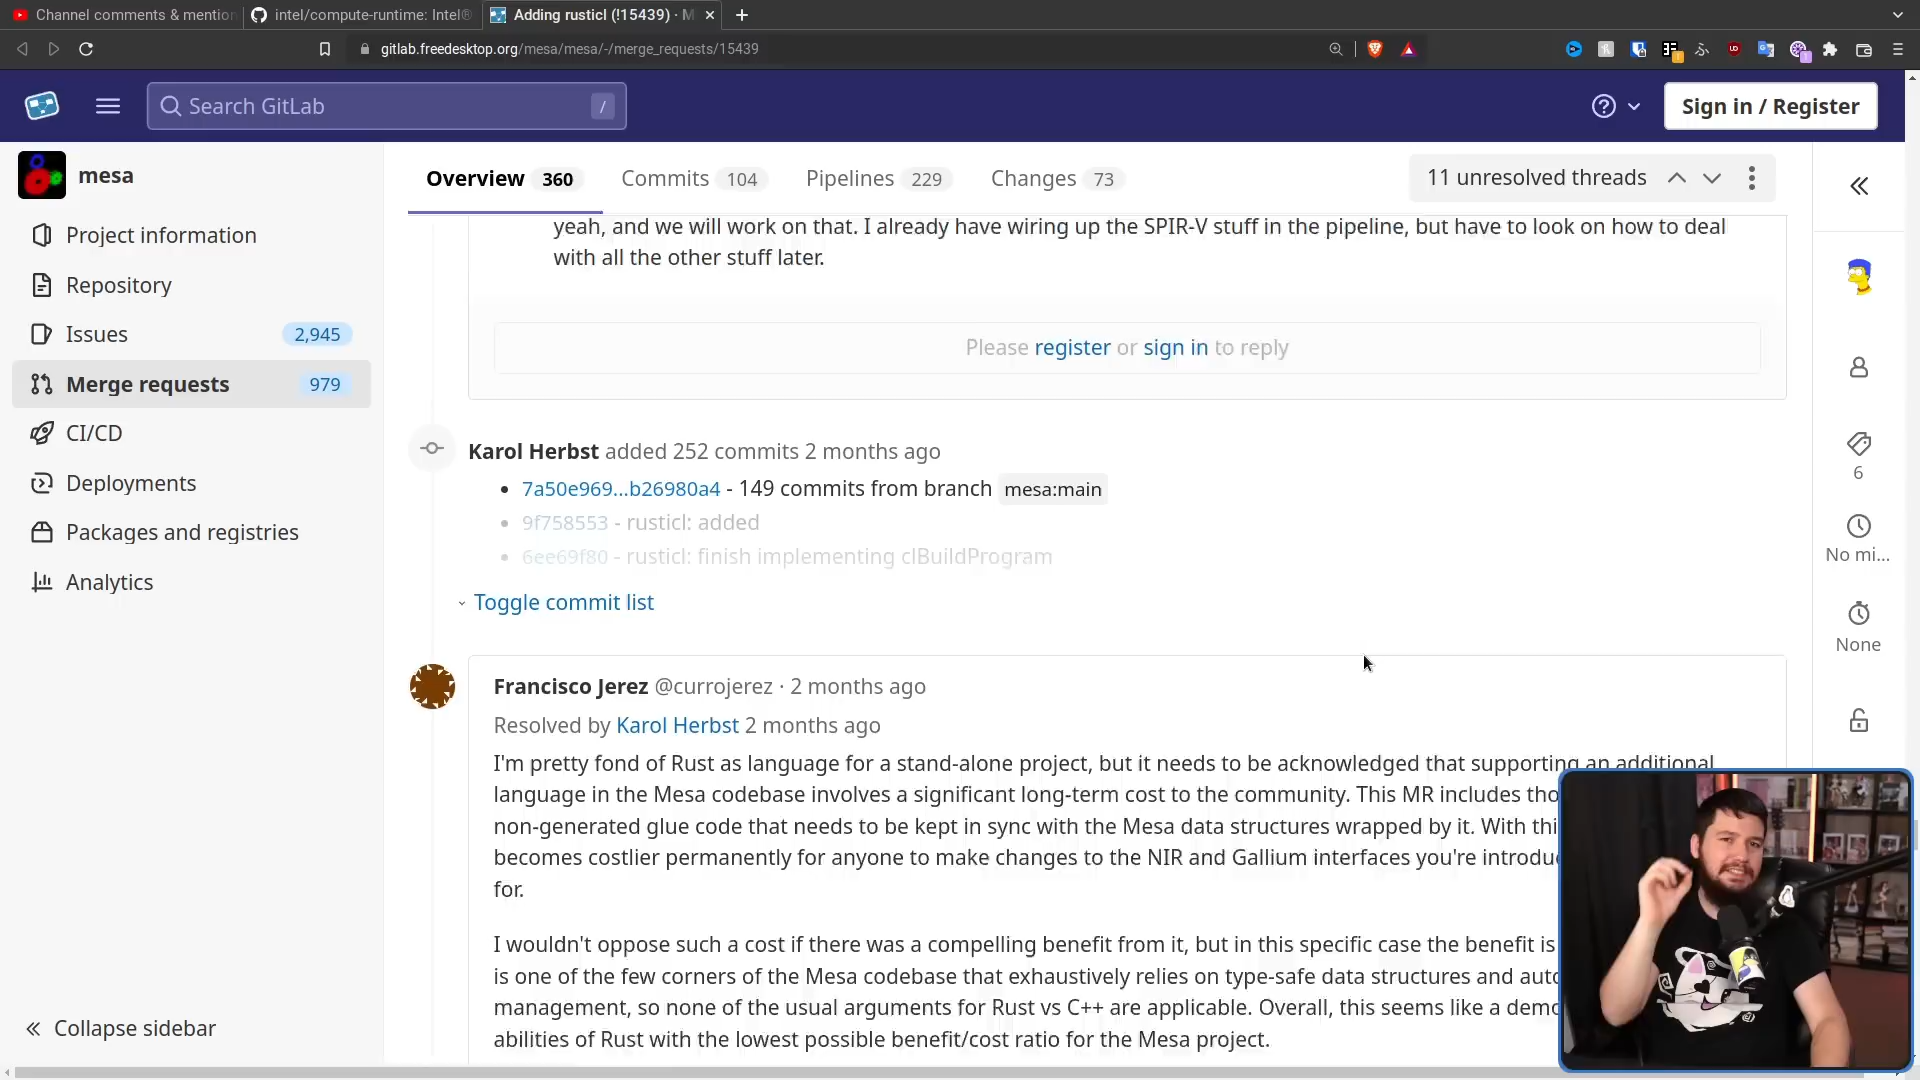 Channel comments & mention
intel/compute-runtime: Intel®
Adding rusticl (!15439) · M
gitlab.freedesktop.org/mesa/mesa/-/merge_requests/15439
Search GitLab
/
Sign in / Register
mesa
Project information
Repository
Issues 2,945
Merge requests 979
CI/CD
Deployments
Packages and registries
Analytics
Collapse sidebar
Overview 360 Commits 104 Pipelines 229 Changes 73
11 unresolved threads
yeah, and we will work on that. I already have wiring up the SPIR-V stuff in the pipeline, but have to look on how to deal
with all the other stuff later.
Please register or sign in to reply
Karol Herbst added 252 commits 2 months ago
• 7a50e969...b26980a4 - 149 commits from branch mesa:main
• 9f758553 - rusticl: added
• 6ee69f80 - rusticl: finish implementing clBuildProgram
Toggle commit list
Francisco Jerez @currojerez · 2 months ago
Resolved by Karol Herbst 2 months ago
I'm pretty fond of Rust as language for a stand-alone project, but it needs to be acknowledged that supporting an additional
language in the Mesa codebase involves a significant long-term cost to the community. This MR includes tho
non-generated glue code that needs to be kept in sync with the Mesa data structures wrapped by it. With thi
becomes costlier permanently for anyone to make changes to the NIR and Gallium interfaces you're introdu
for.
I wouldn't oppose such a cost if there was a compelling benefit from it, but in this specific case the benefit is
is one of the few corners of the Mesa codebase that exhaustively relies on type-safe data structures and auto
management, so none of the usual arguments for Rust vs C++ are applicable. Overall, this seems like a demo
abilities of Rust with the lowest possible benefit/cost ratio for the Mesa project.
6
No mi...
None